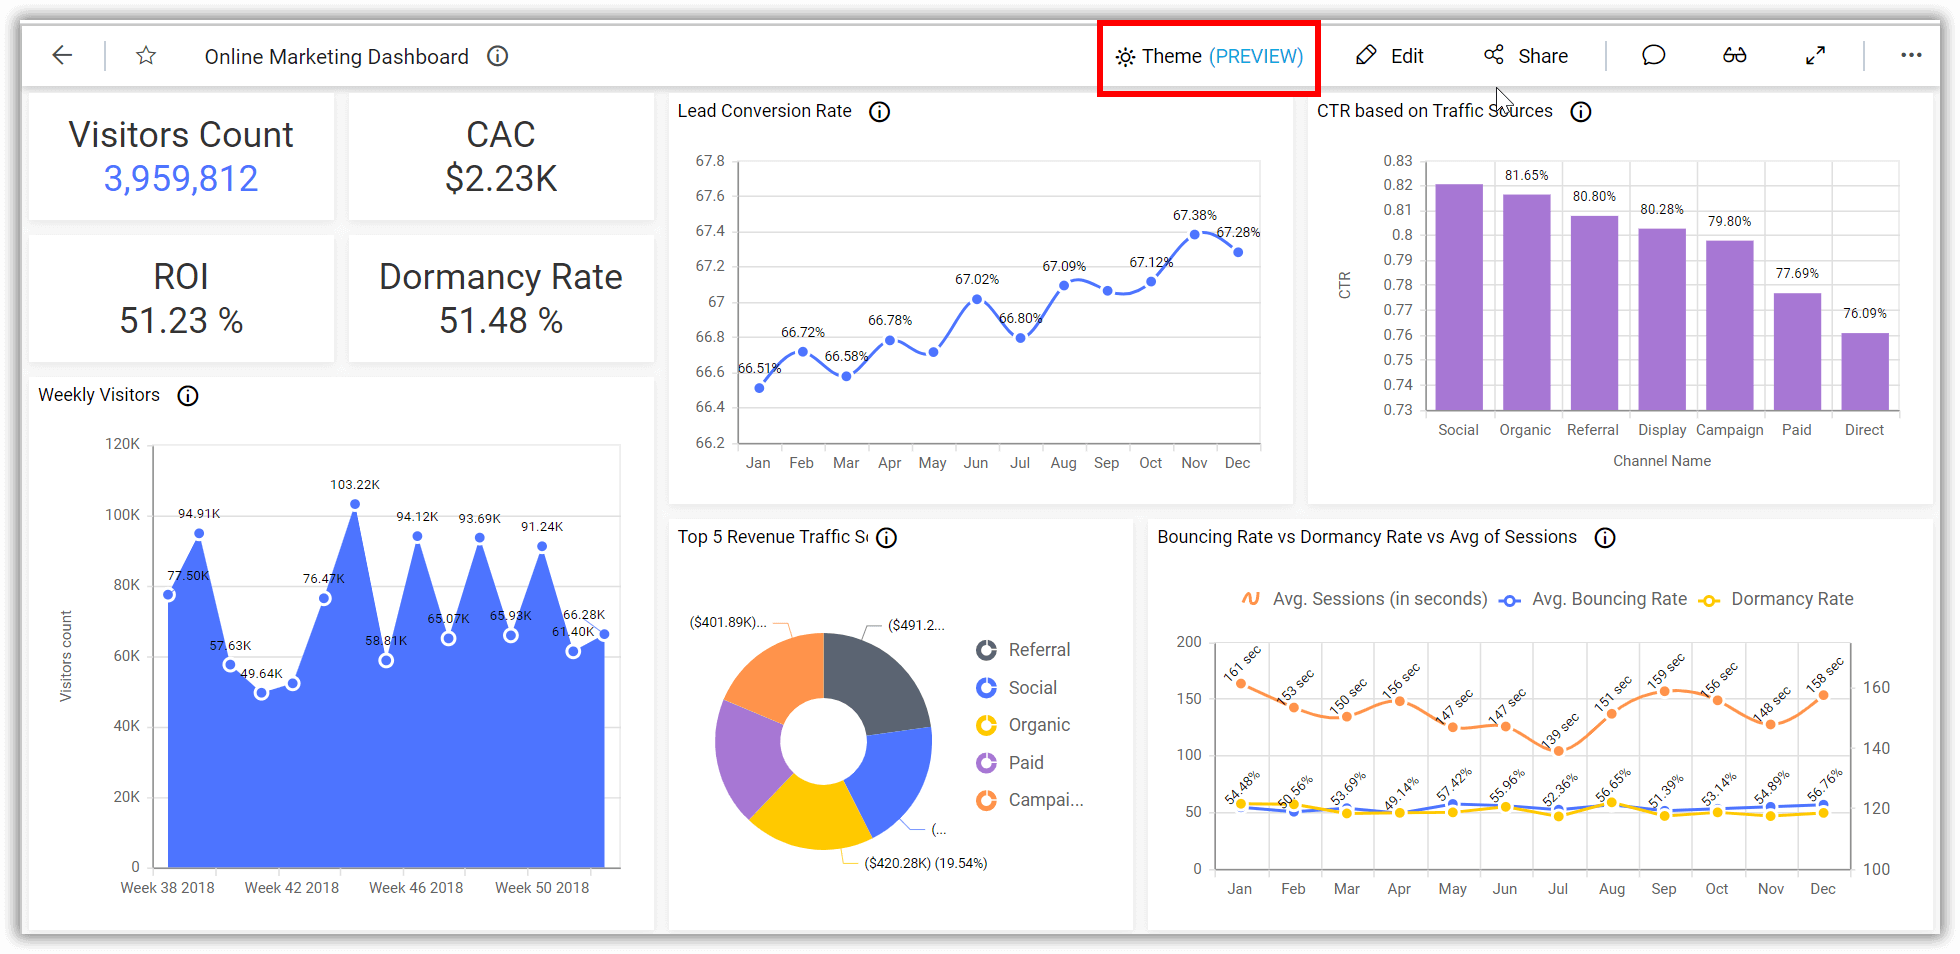 Online Marketing Dashboard
Theme (PREVIEW)
Edit
Share
Visitors Count
3,959,812
CAC
$2.23K
ROI
51.23 %
Dormancy Rate
51.48 %
Weekly Visitors
120K
100K
80K
60K
40K
20K
0
Visitors count
77.50K
94.91K
57.63K
49.64K
76.47K
103.22K
58.81K
94.12K
65.07K
93.69K
65.93K
91.24K
61.40K
66.28K
Week 38 2018
Week 42 2018
Week 46 2018
Week 50 2018
Lead Conversion Rate
67.8
67.6
67.4
67.2
67
66.8
66.6
66.4
66.2
66.51%
66.72%
66.58%
66.78%
67.02%
66.80%
67.09%
67.12%
67.38%
67.28%
Jan Feb Mar Apr May Jun Jul Aug Sep Oct Nov Dec
CTR based on Traffic Sources
0.83
0.82
0.81
0.8
0.79
0.78
0.77
0.76
0.75
0.74
0.73
CTR
81.65%
80.80%
80.28%
79.80%
77.69%
76.09%
Social Organic Referral Display Campaign Paid Direct
Channel Name
Top 5 Revenue Traffic S
($401.89K)...
($491.2...
(...
($420.28K) (19.54%)
Referral
Social
Organic
Paid
Campai...
Bouncing Rate vs Dormancy Rate vs Avg of Sessions
Avg. Sessions (in seconds) Avg. Bouncing Rate Dormancy Rate
200
150
100
50
0
160
140
120
100
161 sec
153 sec
150 sec
156 sec
147 sec
147 sec
139 sec
151 sec
159 sec
156 sec
148 sec
158 sec
54.48%
50.56%
53.69%
49.14%
57.42%
55.96%
52.36%
56.65%
51.39%
53.14%
54.89%
56.76%
Jan Feb Mar Apr May Jun Jul Aug Sep Oct Nov Dec